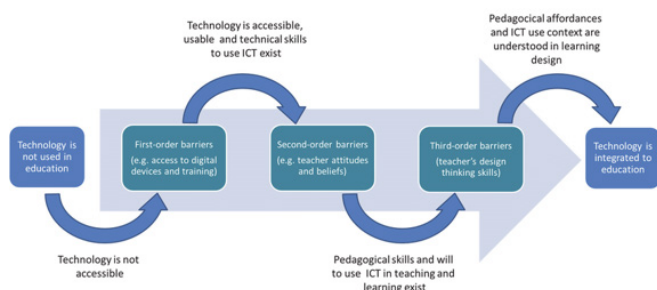 Technology is accessible,
usable  and technical skills
to use ICT exist
Pedagocical affordances
and ICT use context are
understood in learning
design
Technology is
not used in
education
First-order barriers
(e.g. access to digital
devices and training)
Second-order barriers
(e.g. teacher attitudes
and beliefs)
Third-order barriers
(teacher's design
thinking skills)
Technology is
integrated to
education
Technology is not
accessible
Pedagogical skills and will
to use  ICT in teaching and
learning exist